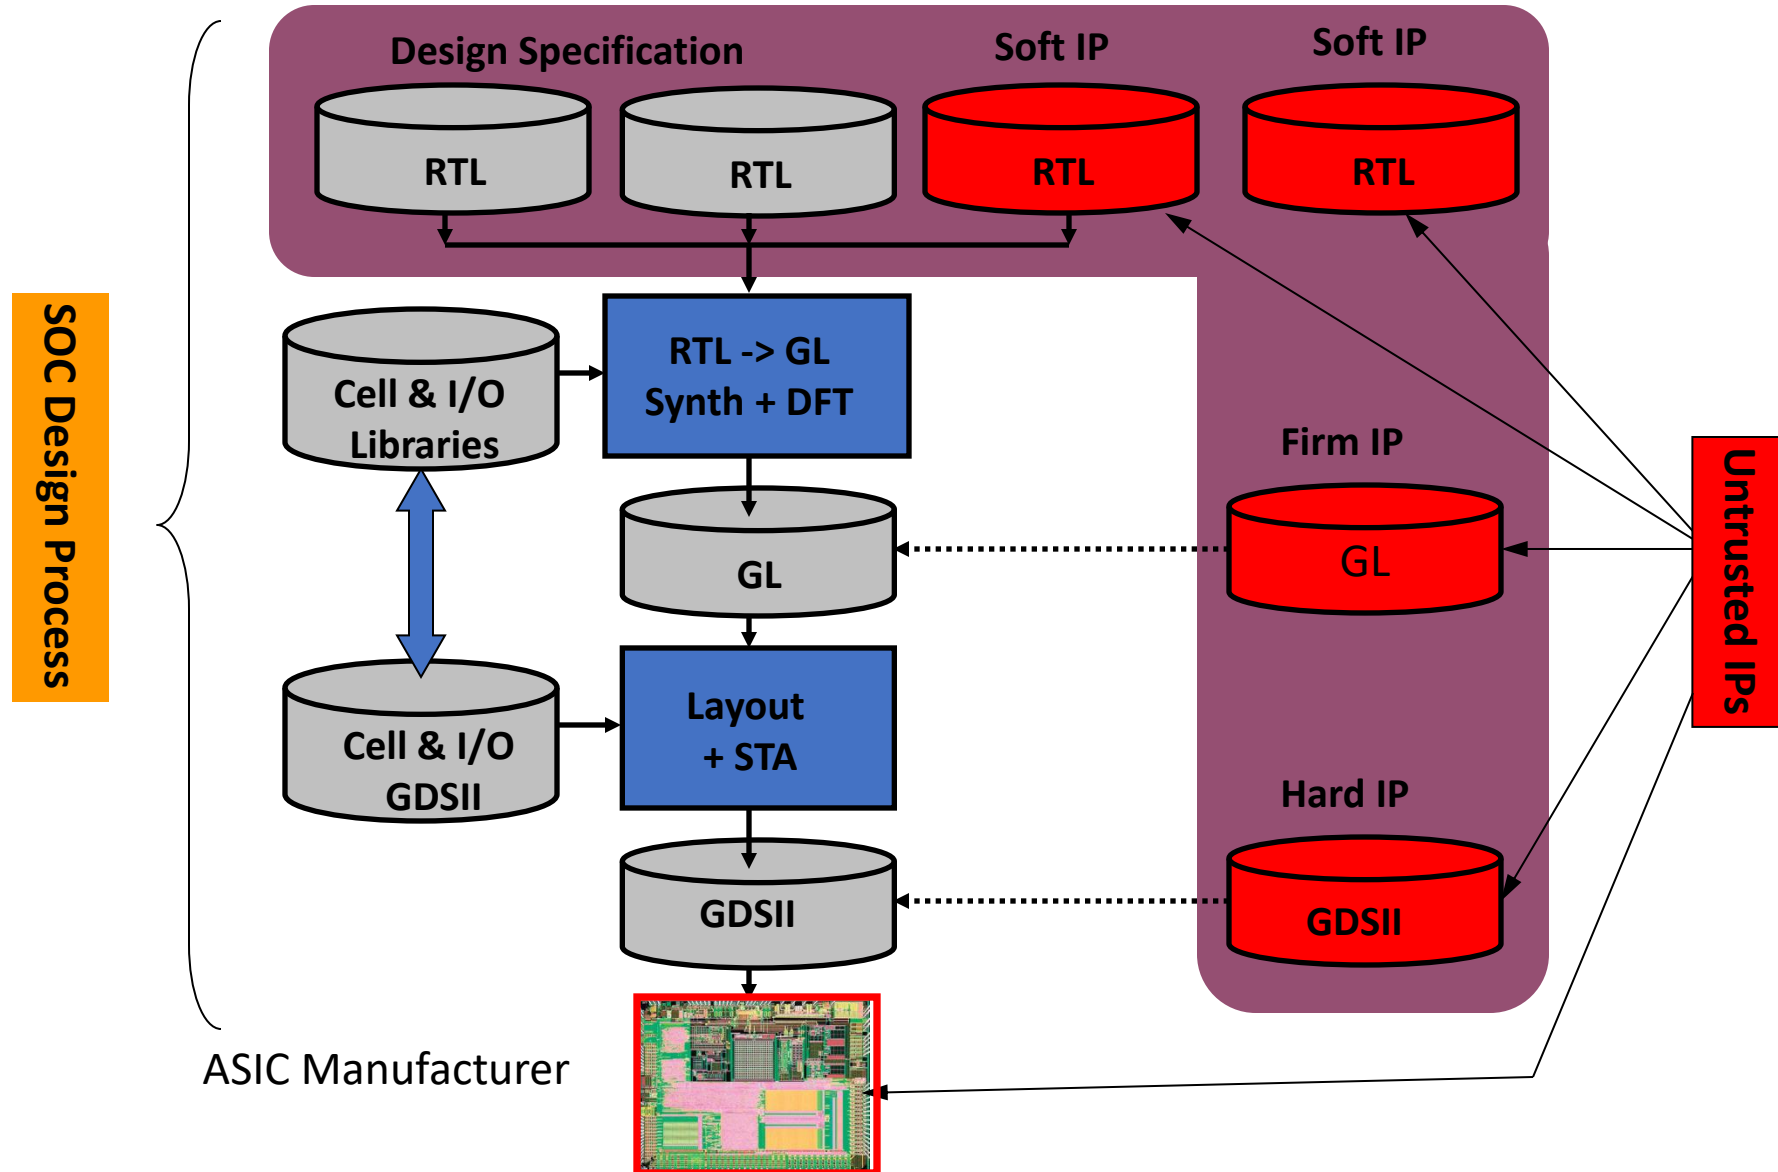 Design Specification
Soft IP
Soft IP
RTL
RTL
RTL
RTL
SOC Design Process
Cell & I/O
Libraries
RTL -> GL
Synth + DFT
Firm IP
GL
GL
Untrusted IPs
Cell & I/O
GDSII
Layout
+ STA
Hard IP
GDSII
GDSII
ASIC Manufacturer